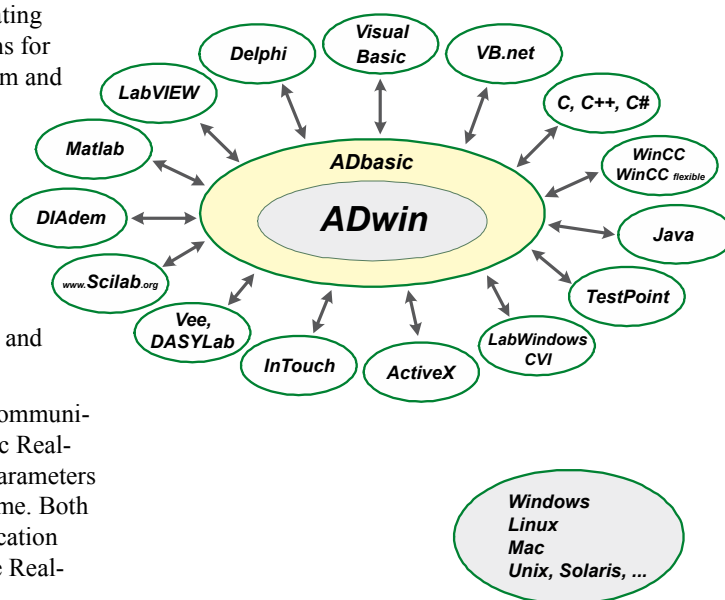 ating
ns for
m and
and
ommuni-
c Real-
arameters
me. Both
cation
e Real-
Visual
Basic
Delphi
VB.net
LabVIEW
C, C++, C#
Matlab
ADbasic
WinCC
WinCC flexible
DIAdem
ADwin
Java
www.Scilab.org
TestPoint
Vee,
DASYLab
LabWindows
CVI
InTouch
ActiveX
Windows
Linux
Mac
Unix, Solaris, ...